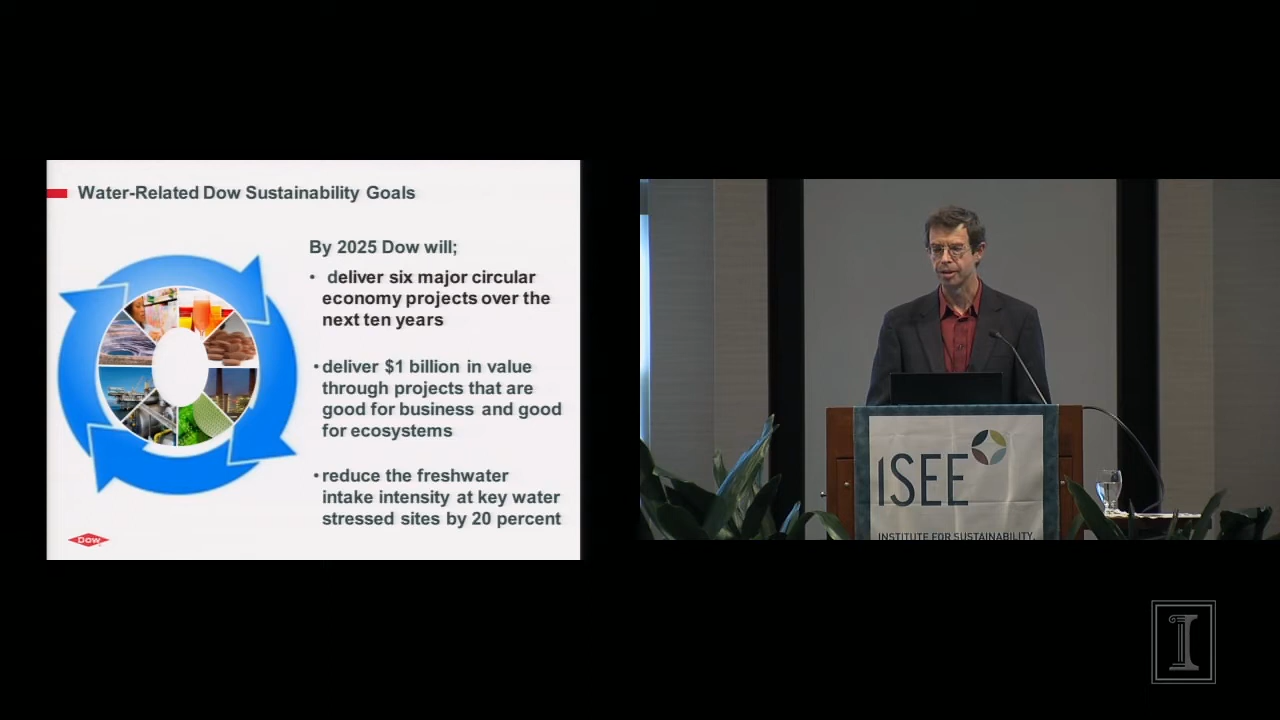 Water-Related Dow Sustainability Goals
By 2025 Dow will;
• deliver six major circular
economy projects over the
next ten years
• deliver $1 billion in value
through projects that are
good for business and good
for ecosystems
• reduce the freshwater
intake intensity at key water
stressed sites by 20 percent
Dow
ISEE
INSTITUTE FOR SUSTAINABILITY,
I